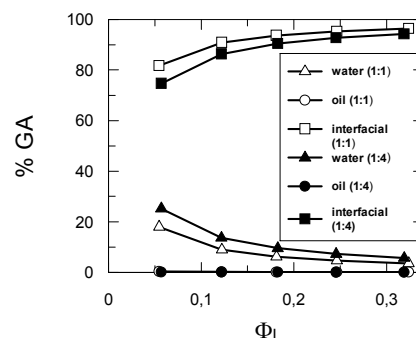 100
80
60
40
20
0
% GA
water (1:1)
oil (1:1)
interfacial
(1:1)
water (1:4)
oil (1:4)
interfacial
(1:4)
0 0,1 0,2 0,3
ΦI